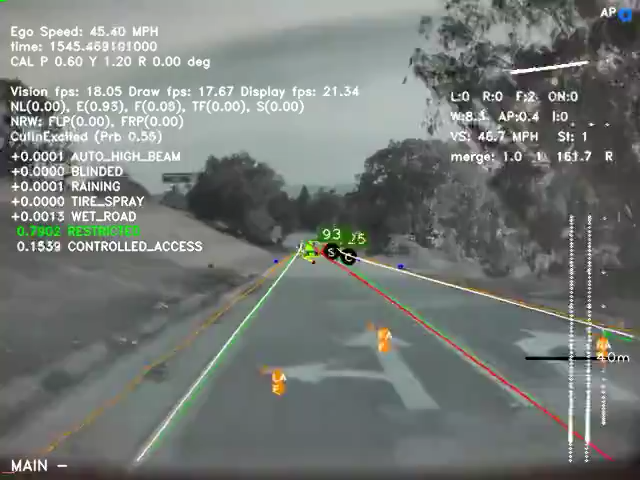 AP
Ego Speed: 45.40 MPH
time: 1545.469101000
CAL P 0.60 Y 1.20 R 0.00 deg
Vision fps: 18.05 Draw fps: 17.67 Display fps: 21.34
NL(0.00), E(0.93), F(0.05), TF(0.00), S(0.00)
NRW: FLP(0.00), FRP(0.00)
CutinExcited (Prb 0.55)
+0.0001 AUTO_HIGH_BEAM
+0.0000 BLINDED
+0.0001 RAINING
+0.0000 TIRE_SPRAY
+0.0013 WET_ROAD
0.7902 RESTRICTED
0.1539 CONTROLLED_ACCESS
L:0 R:0 F:2 ON:0
W:8.3 AP:0.4 I:0
VS: 46.7 MPH SI: 1
merge: 1.0 1 161.7 R
93 25
S C
40m
MAIN -